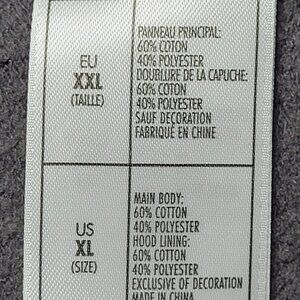 EU
XXL
(TAILLE)
PANNEAU PRINCIPAL:
60% COTON
40% POLYESTER
DOUBLURE DE LA CAPUCHE:
60% COTON
40% POLYESTER
SAUF DECORATION
FABRIQUÉ EN CHINE
US
XL
(SIZE)
MAIN BODY:
60% COTTON
40% POLYESTER
HOOD LINING:
60% COTTON
40% POLYESTER
EXCLUSIVE OF DECORATION
MADE IN CHINA